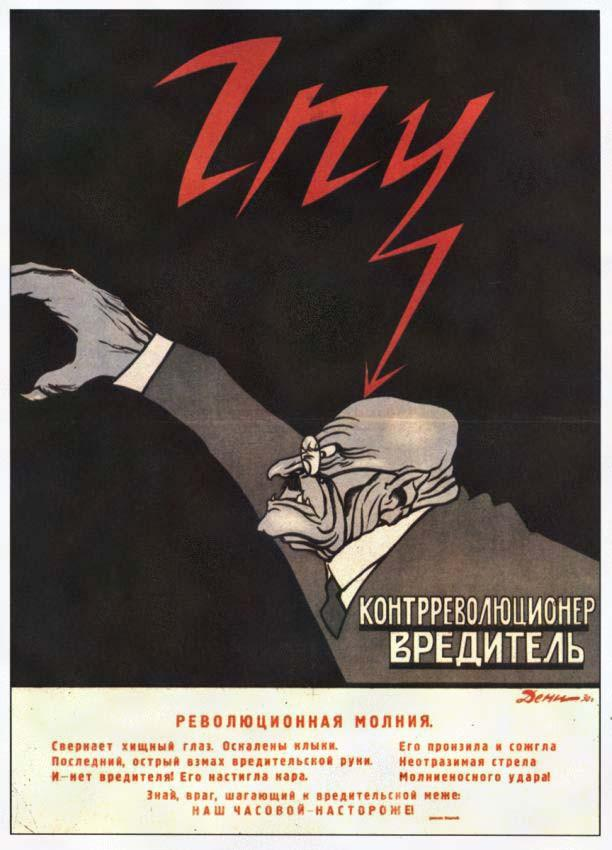 ГПУ
КОНТРРЕВОЛЮЦИОНЕР
ВРЕДИТЕЛЬ
Дени 30г.
РЕВОЛЮЦИОННАЯ МОЛНИЯ.
Сверкает хищный глаз. Оскалены клыки.
Последний, острый взмах вредительской руки.
И—нет вредителя! Его настигла кара.
Его пронзила и сожгла
Неотразимая стрела
Молниеносного удара!
Знай, враг, шагающий к вредительской меже:
НАШ ЧАСОВОЙ—НАСТОРОЖЕ!